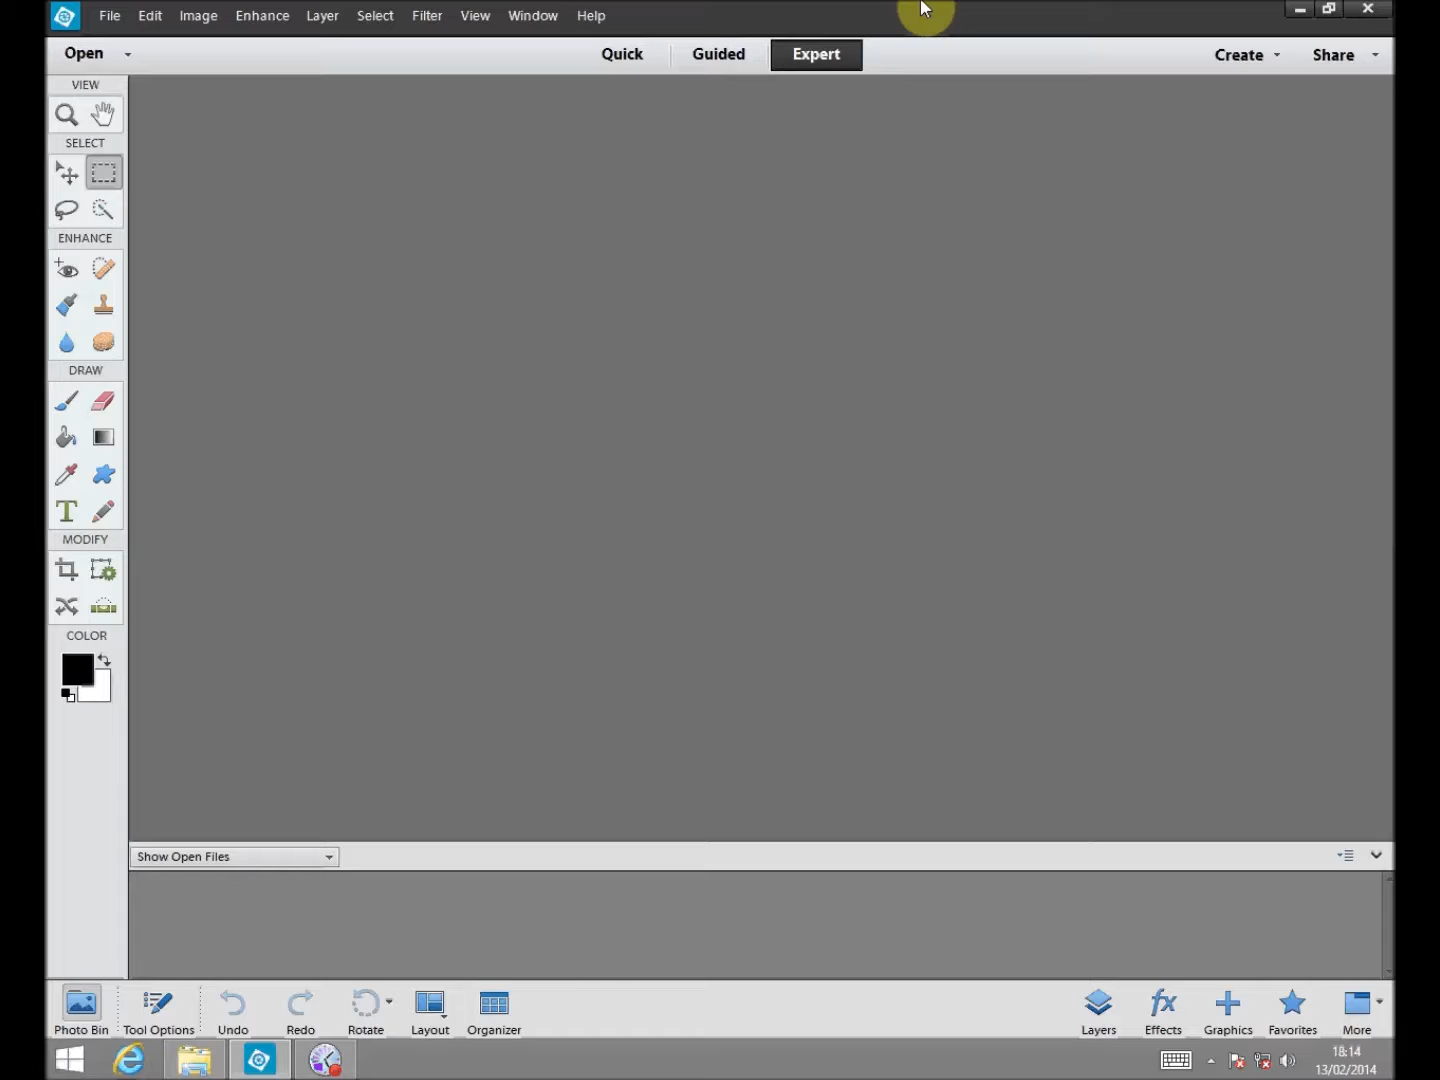 File Edit Image Enhance Layer Select Filter View Window Help
Open Quick Guided Expert Create Share
VIEW
SELECT
ENHANCE
DRAW
T
MODIFY
COLOR
Show Open Files
Photo Bin Tool Options Undo Redo Rotate Layout Organizer Layers Effects Graphics Favorites More
18:14
13/02/2014